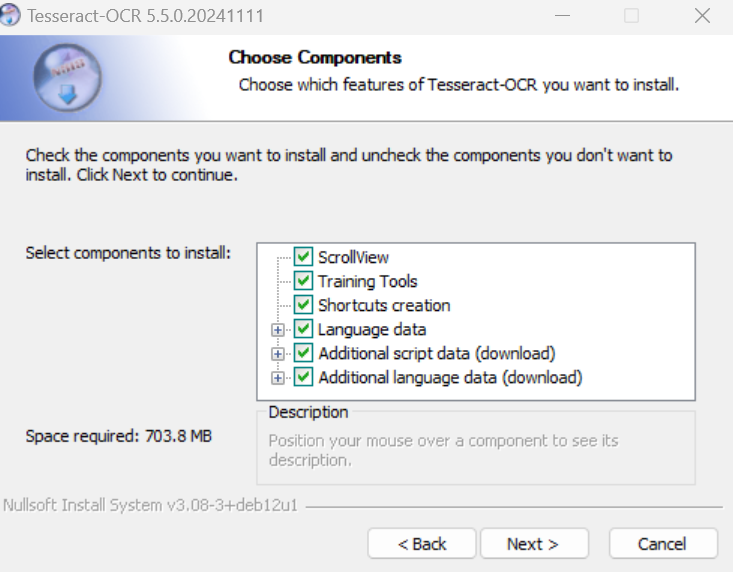 Tesseract-OCR 5.5.0.20241111
Choose Components
Choose which features of Tesseract-OCR you want to install.
Check the components you want to install and uncheck the components you don't want to
install. Click Next to continue.
Select components to install:
ScrollView
Training Tools
Shortcuts creation
Language data
Additional script data (download)
Additional language data (download)
Space required: 703.8 MB
Description
Position your mouse over a component to see its
description.
Nullsoft Install System v3.08-3+deb12u1
< Back
Next >
Cancel